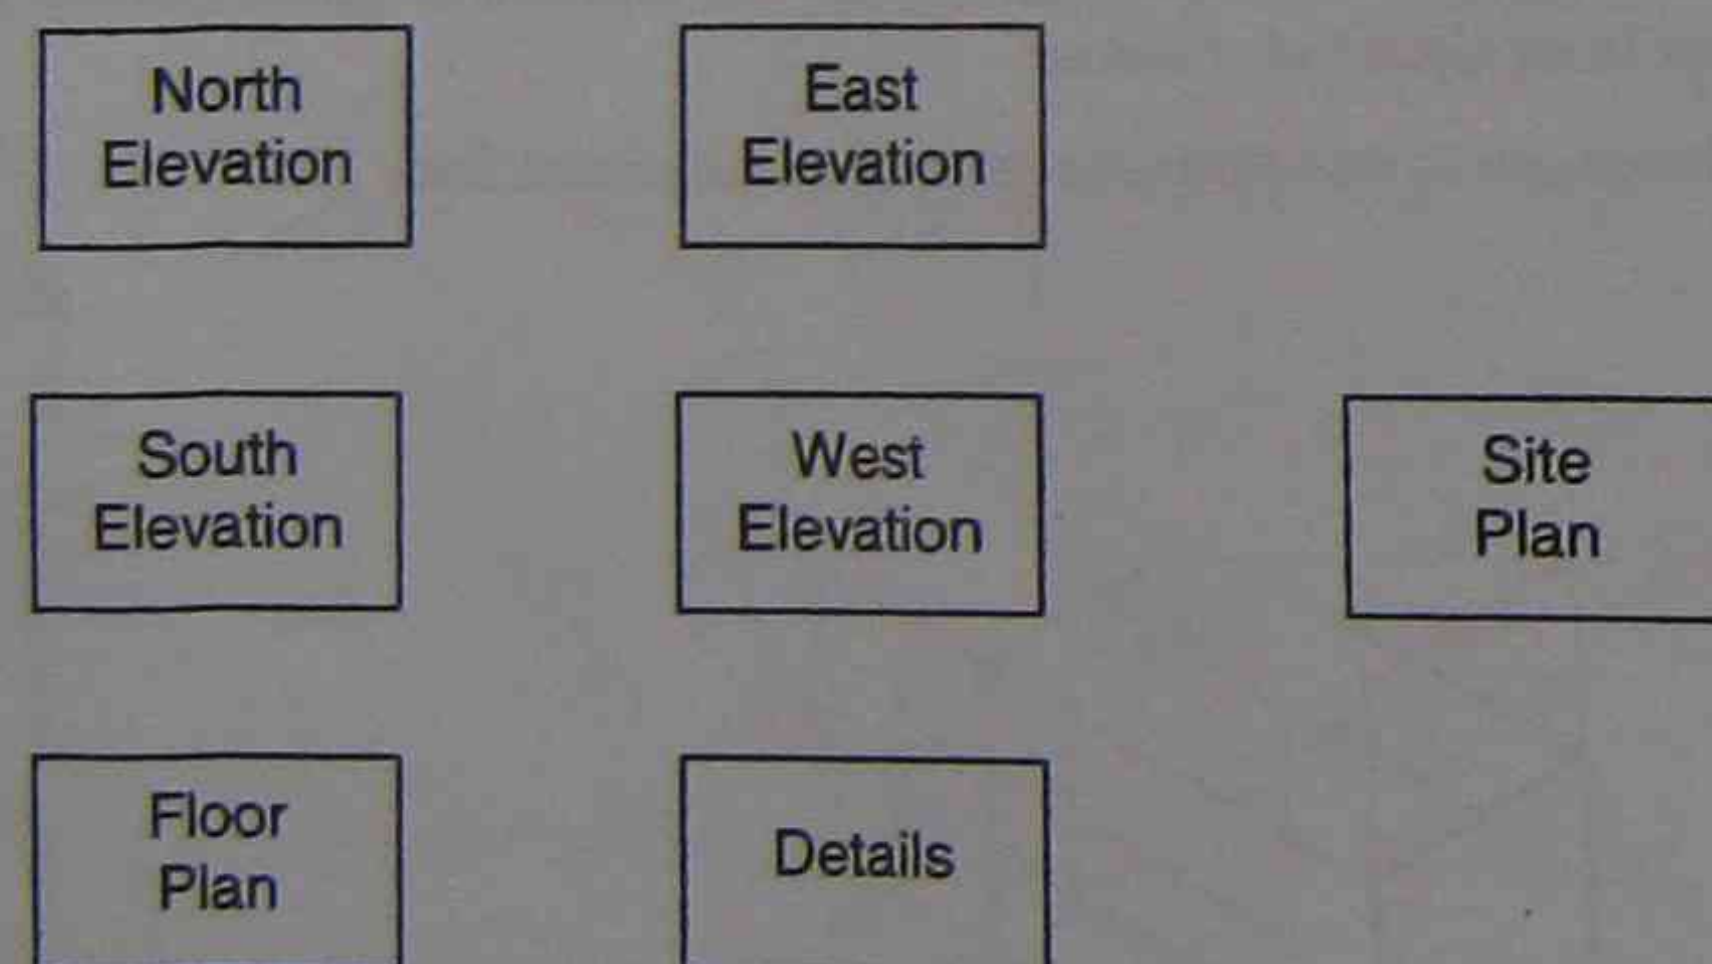 North
Elevation
East
Elevation
South
Elevation
West
Elevation
Site
Plan
Floor
Plan
Details